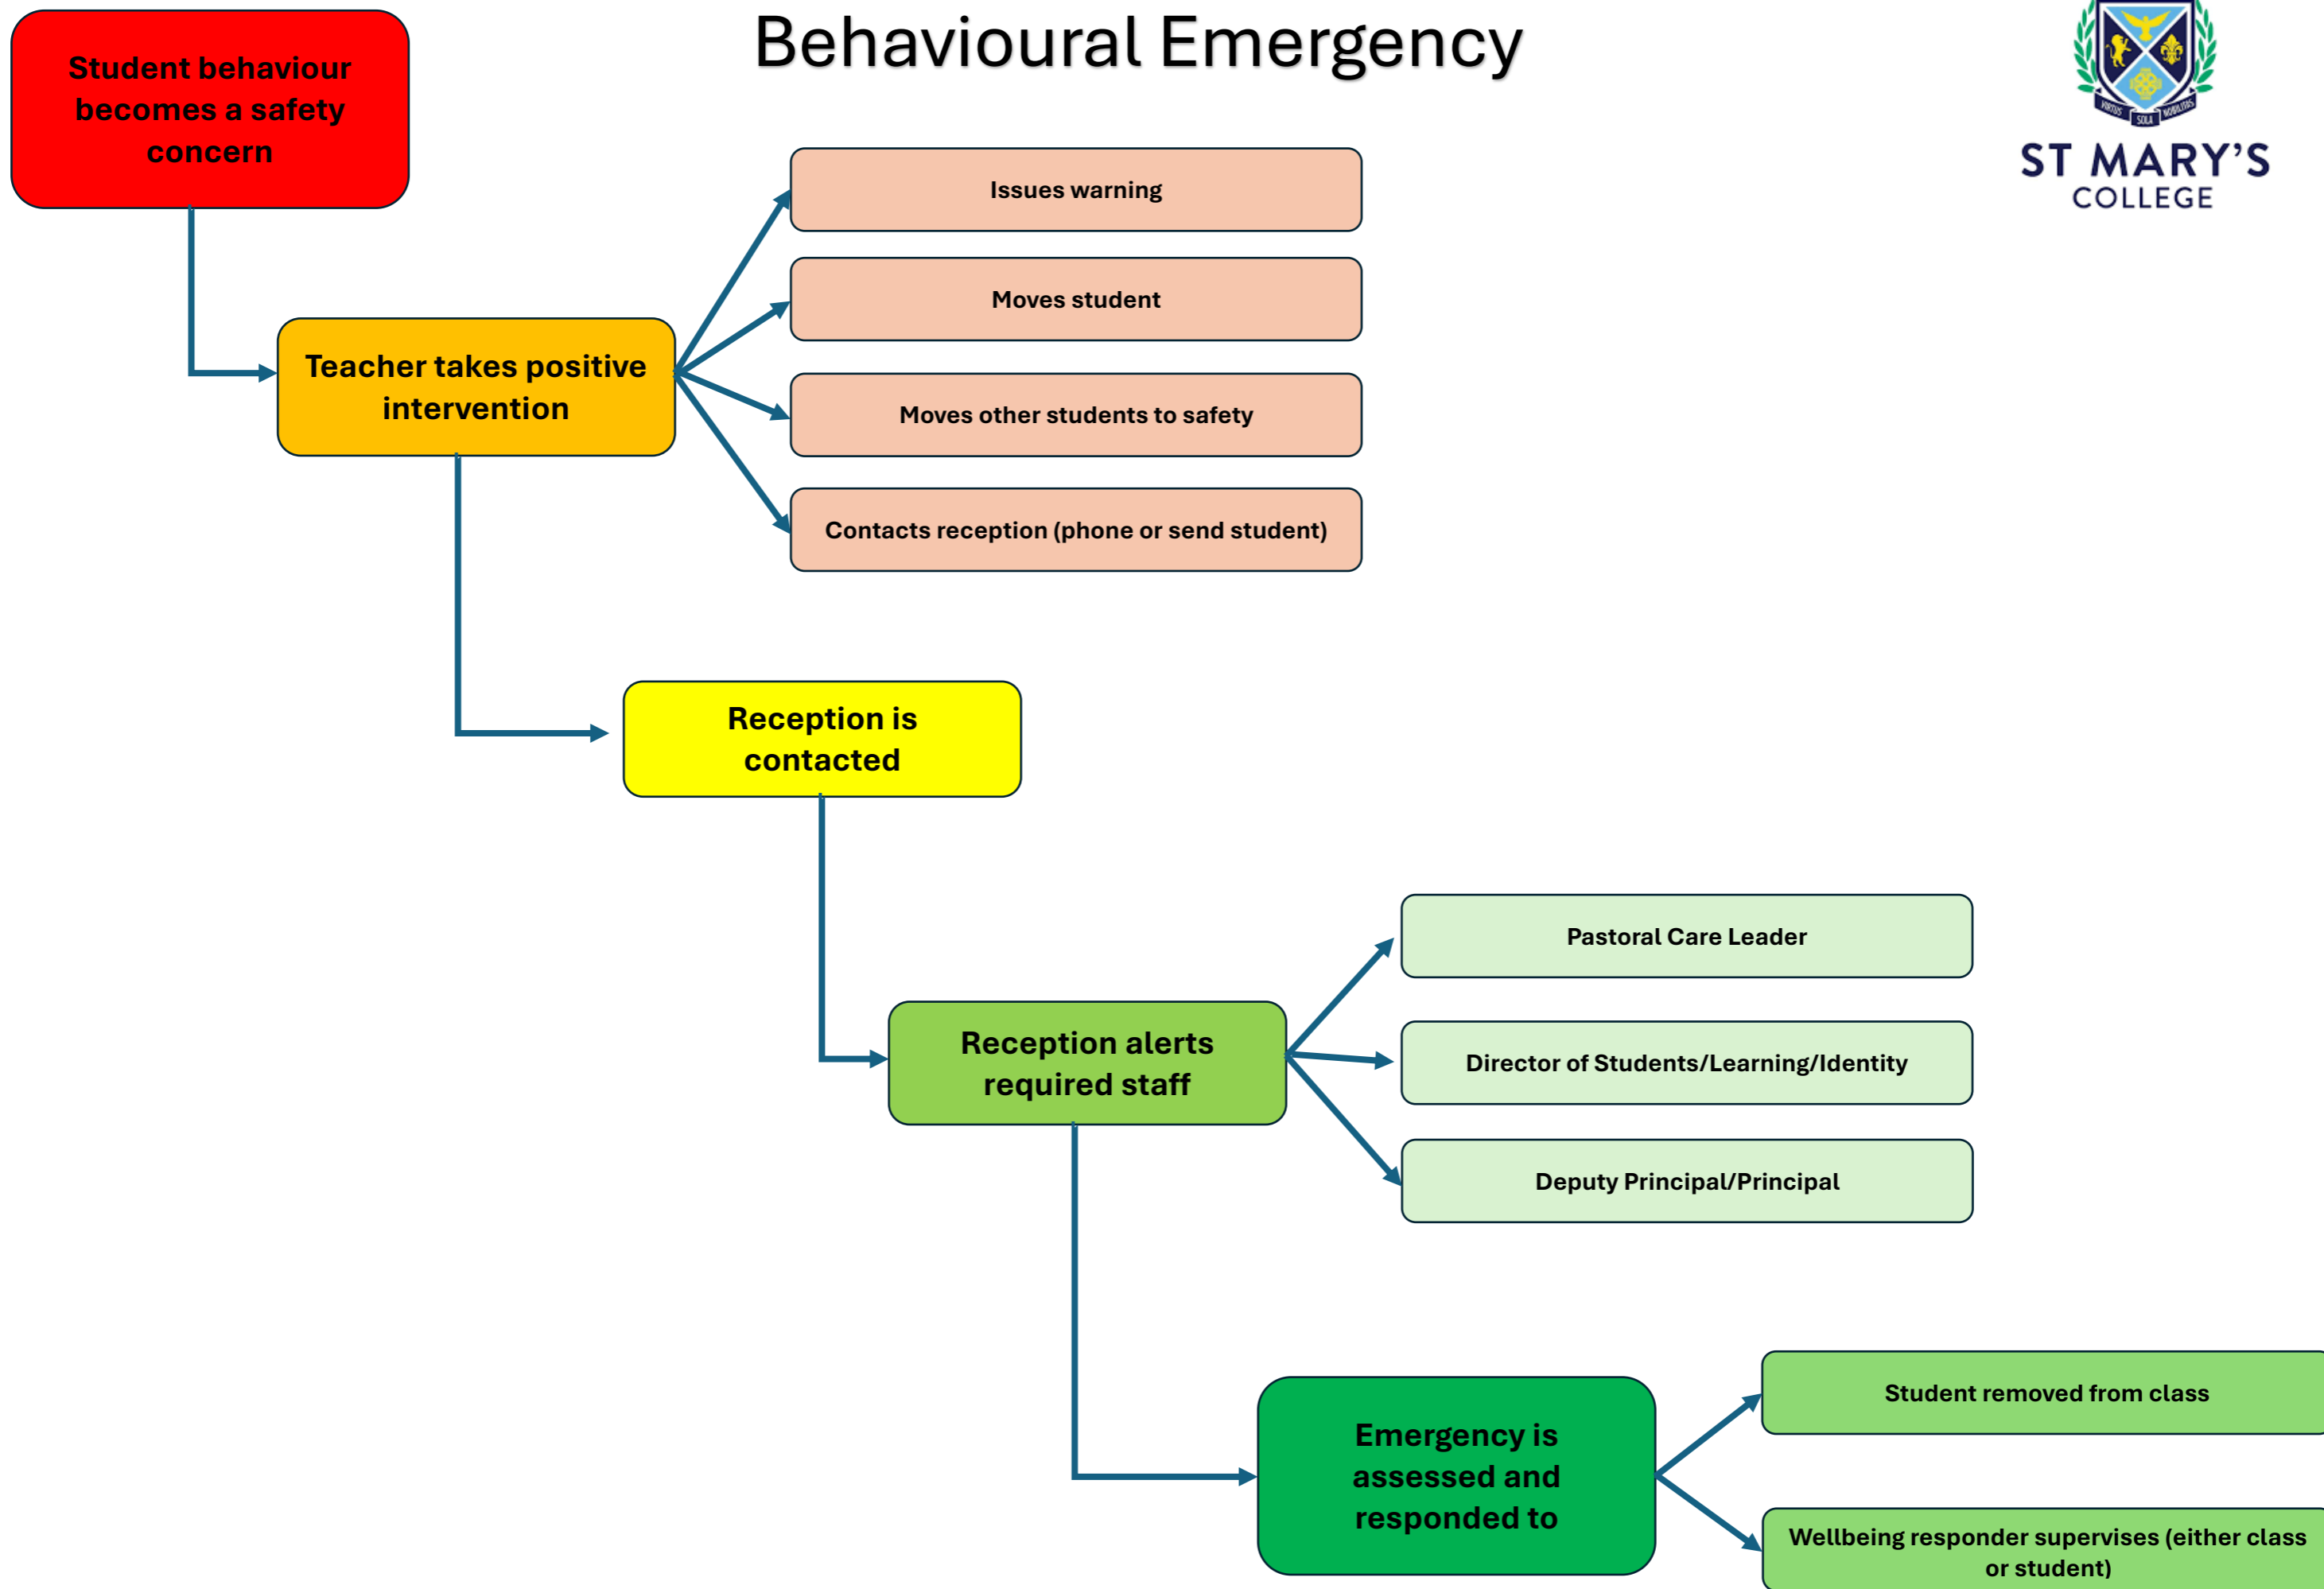 Behavioural Emergency
Student behaviour
becomes a safety
concern
VIRTUS
SOLA
NOBILITAS
ST MARY'S
COLLEGE
Issues warning
Moves student
Teacher takes positive
intervention
Moves other students to safety
Contacts reception (phone or send student)
Reception is
contacted
Pastoral Care Leader
Reception alerts
required staff
Director of Students/Learning/Identity
Deputy Principal/Principal
Emergency is
assessed and
responded to
Student removed from class
Wellbeing responder supervises (either class
or student)